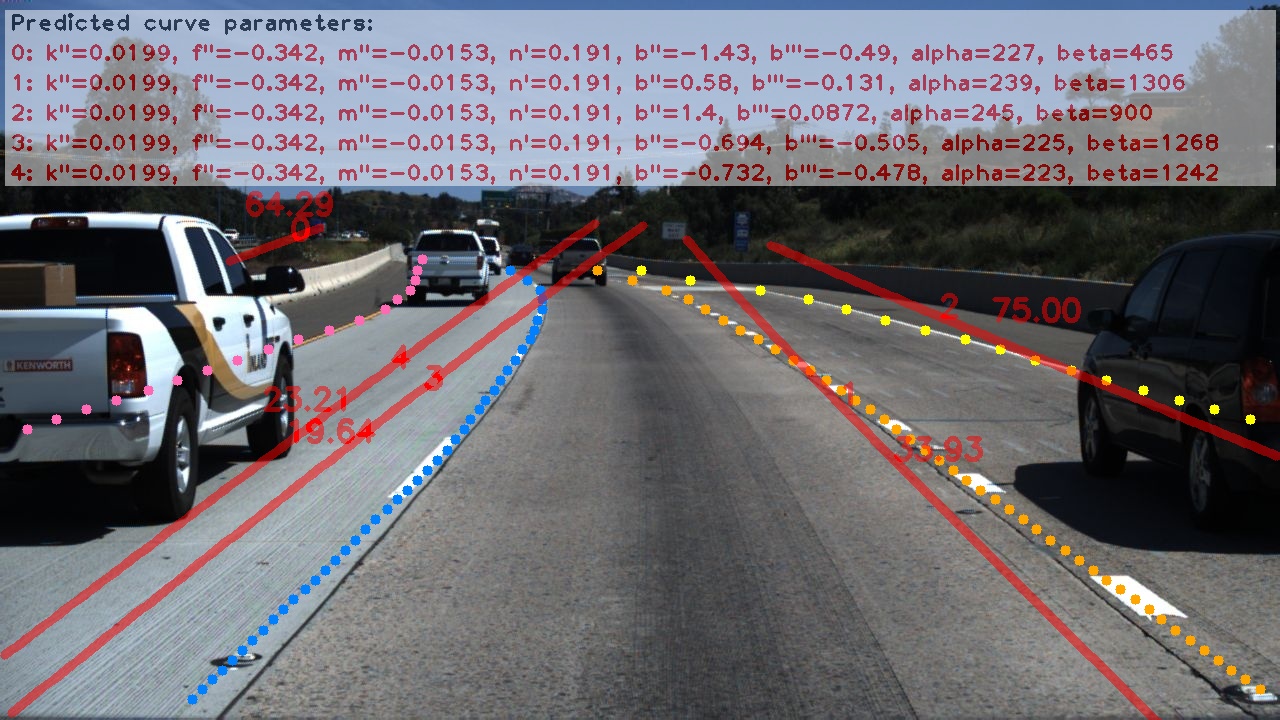 Predicted curve parameters:
0: k''=0.0199, f''=-0.342, m''=-0.0153, n'=0.191, b''=-1.43, b'''=-0.49, alpha=227, beta=465
1: k''=0.0199, f''=-0.342, m''=-0.0153, n'=0.191, b''=0.58, b'''=-0.131, alpha=239, beta=1306
2: k''=0.0199, f''=-0.342, m''=-0.0153, n'=0.191, b''=1.4, b'''=0.0872, alpha=245, beta=900
3: k''=0.0199, f''=-0.342, m''=-0.0153, n'=0.191, b''=-0.694, b'''=-0.505, alpha=225, beta=1268
4: k''=0.0199, f''=-0.342, m''=-0.0153, n'=0.191, b''=-0.732, b'''=-0.478, alpha=223, beta=1242
64.29
0
2 75.00
4
3
1
23.21
19.64
33.93
KENWORTH